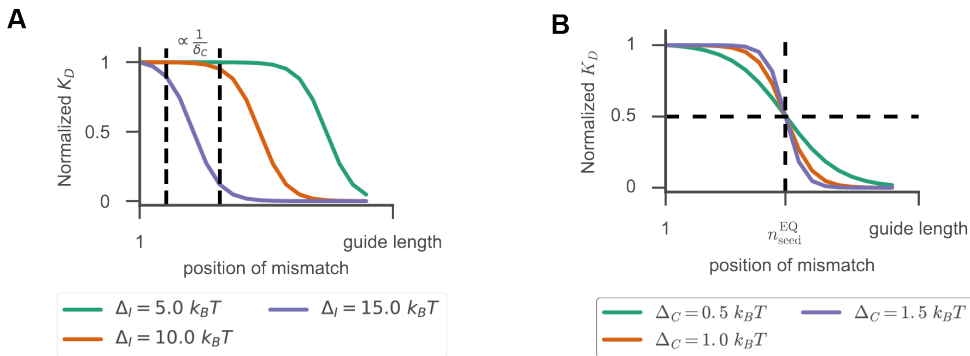 A
∝ 1/δ_C
Normalized K_D
1
0.5
0
1
guide length
position of mismatch
Δ_I = 5.0 k_BT
Δ_I = 15.0 k_BT
Δ_I = 10.0 k_BT
B
Normalized K_D
1
0.5
0
1
n_seed^EQ
guide length
position of mismatch
Δ_C = 0.5 k_BT
Δ_C = 1.5 k_BT
Δ_C = 1.0 k_BT